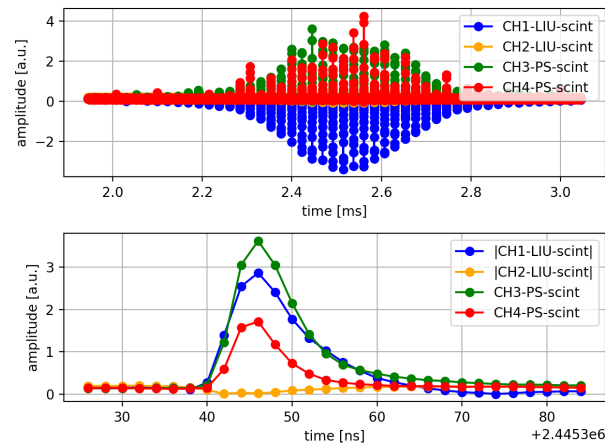 4
2
0
−2
amplitude [a.u.]
CH1-LIU-scint
CH2-LIU-scint
CH3-PS-scint
CH4-PS-scint
2.0 2.2 2.4 2.6 2.8 3.0
time [ms]
3
2
1
0
amplitude [a.u.]
|CH1-LIU-scint|
|CH2-LIU-scint|
CH3-PS-scint
CH4-PS-scint
30 40 50 60 70 80
+2.4453e6
time [ns]